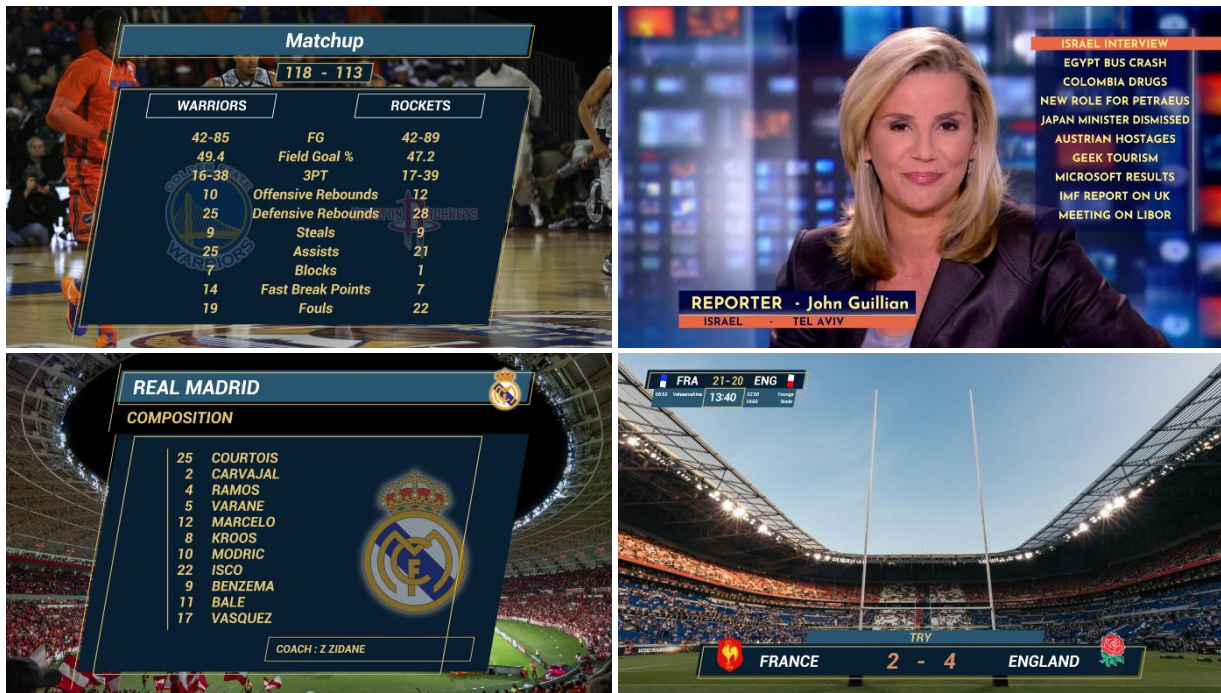 Matchup
118 - 113
WARRIORS ROCKETS
42-85 FG 42-89
49.4 Field Goal % 47.2
16-38 3PT 17-39
10 Offensive Rebounds 12
25 Defensive Rebounds 28
9 Steals 9
25 Assists 21
7 Blocks 1
14 Fast Break Points 7
19 Fouls 22
GOLDEN STATE
WARRIORS
ROCKETS
ISRAEL INTERVIEW
EGYPT BUS CRASH
COLOMBIA DRUGS
NEW ROLE FOR PETRAEUS
JAPAN MINISTER DISMISSED
AUSTRIAN HOSTAGES
GEEK TOURISM
MICROSOFT RESULTS
IMF REPORT ON UK
MEETING ON LIBOR
REPORTER - John Guillian
ISRAEL - TEL AVIV
REAL MADRID
COMPOSITION
25 COURTOIS
2 CARVAJAL
4 RAMOS
5 VARANE
12 MARCELO
8 KROOS
10 MODRIC
22 ISCO
9 BENZEMA
11 BALE
17 VASQUEZ
COACH : Z ZIDANE
FRA 21-20 ENG
13:40
TRY
FRANCE 2 - 4 ENGLAND